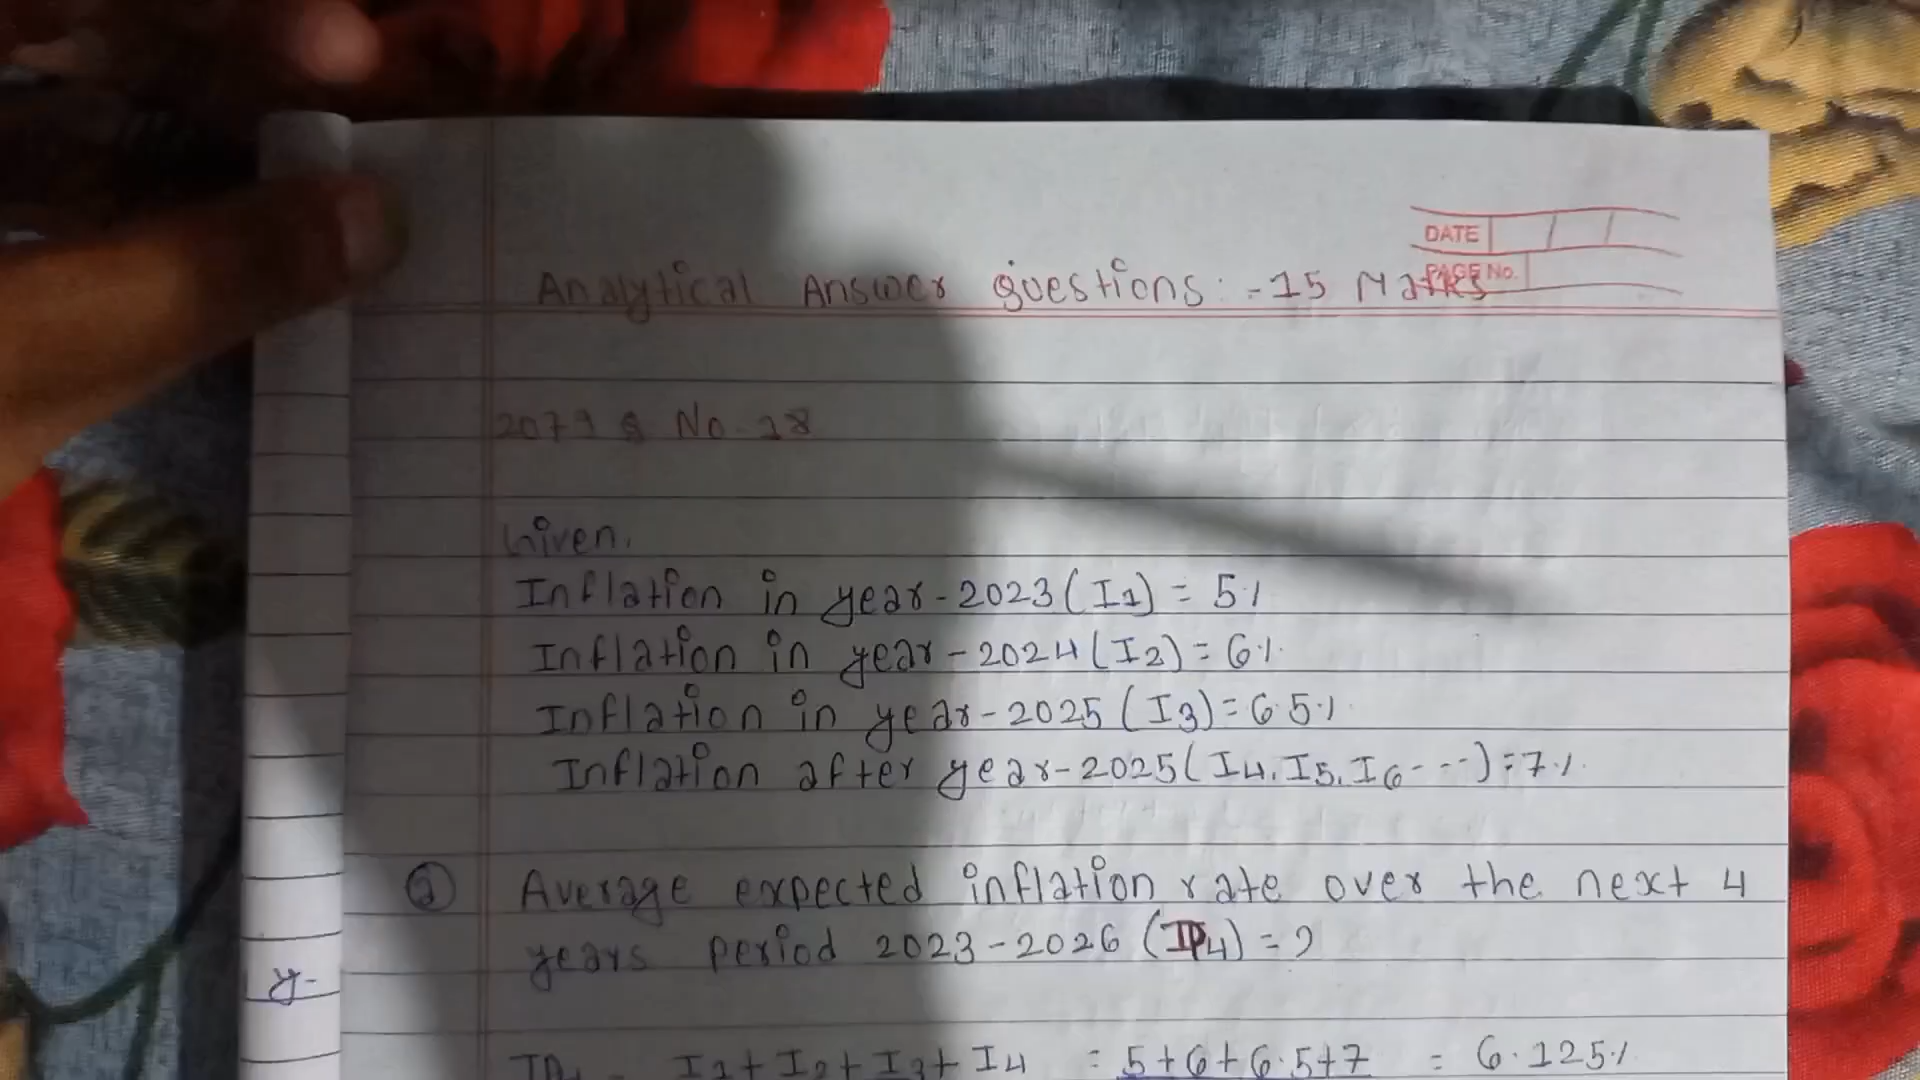 DATE
PAGE No.
Analytical Answer questions: -15 Marks
2079 Q No. 18
Given,
Inflation in year-2023 (I1) = 5%
Inflation in year-2024 (I2) = 6%
Inflation in year-2025 (I3) = 6.5%
Inflation after year-2025 (I4, I5, I6 ---) = 7%
a Average expected inflation rate over the next 4
years period 2023-2026 (IP4) = ?
IP4 = I1+I2+I3+I4 = 5+6+6.5+7 = 6.125%